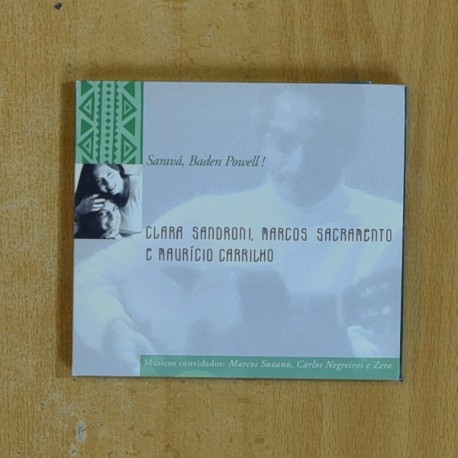 Saravá, Baden Powell!
CLARA SANDRONI, MARCOS SACRAMENTO
E MAURÍCIO CARRILHO
Músicos convidados: Marcos Suzano, Carlos Negreiros e Zero